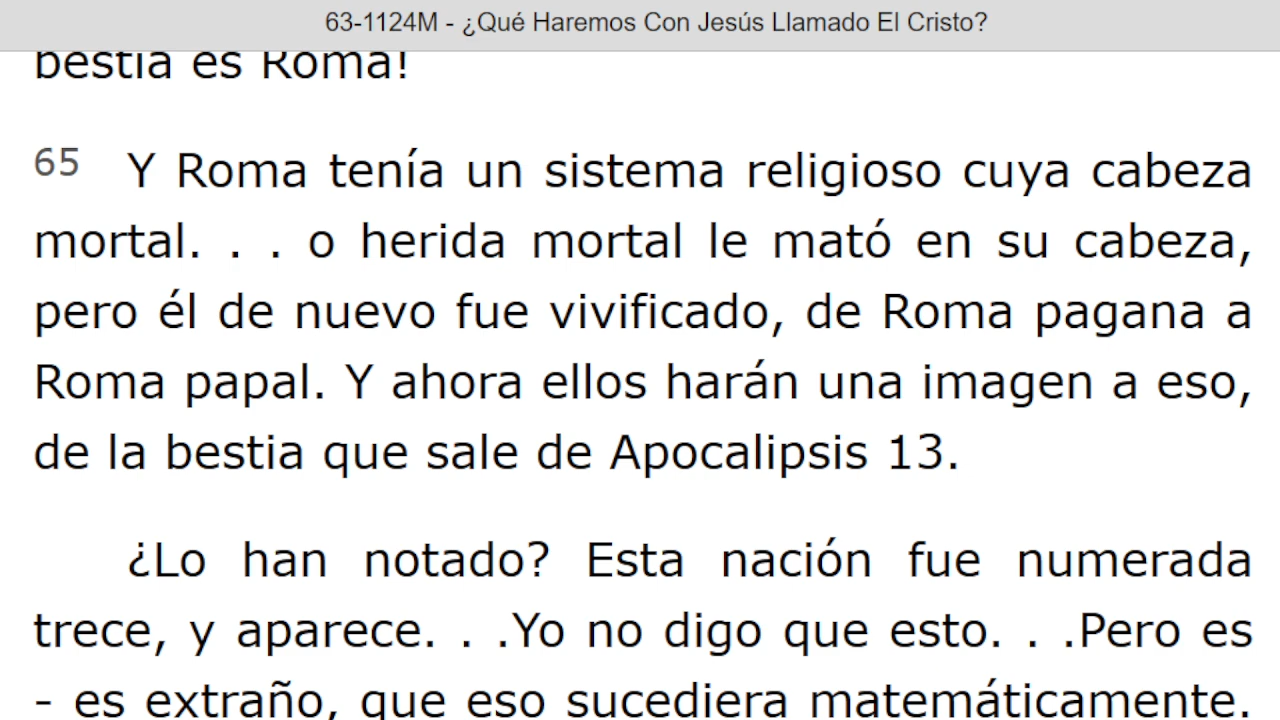 63-1124M - ¿Qué Haremos Con Jesús Llamado El Cristo?
bestia es Roma!
65 Y Roma tenía un sistema religioso cuya cabeza
mortal. . . o herida mortal le mató en su cabeza,
pero él de nuevo fue vivificado, de Roma pagana a
Roma papal. Y ahora ellos harán una imagen a eso,
de la bestia que sale de Apocalipsis 13.
¿Lo han notado? Esta nación fue numerada
trece, y aparece. . .Yo no digo que esto. . .Pero es
- es extraño, que eso sucediera matemáticamente.